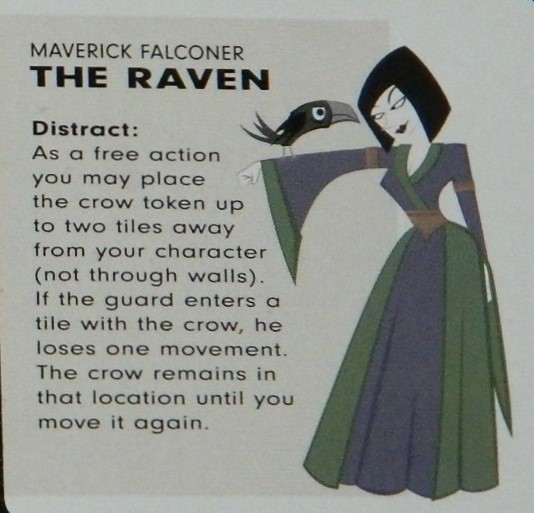 MAVERICK FALCONER
THE RAVEN
Distract:
As a free action
you may place
the crow token up
to two tiles away
from your character
(not through walls).
If the guard enters a
tile with the crow, he
loses one movement.
The crow remains in
that location until you
move it again.